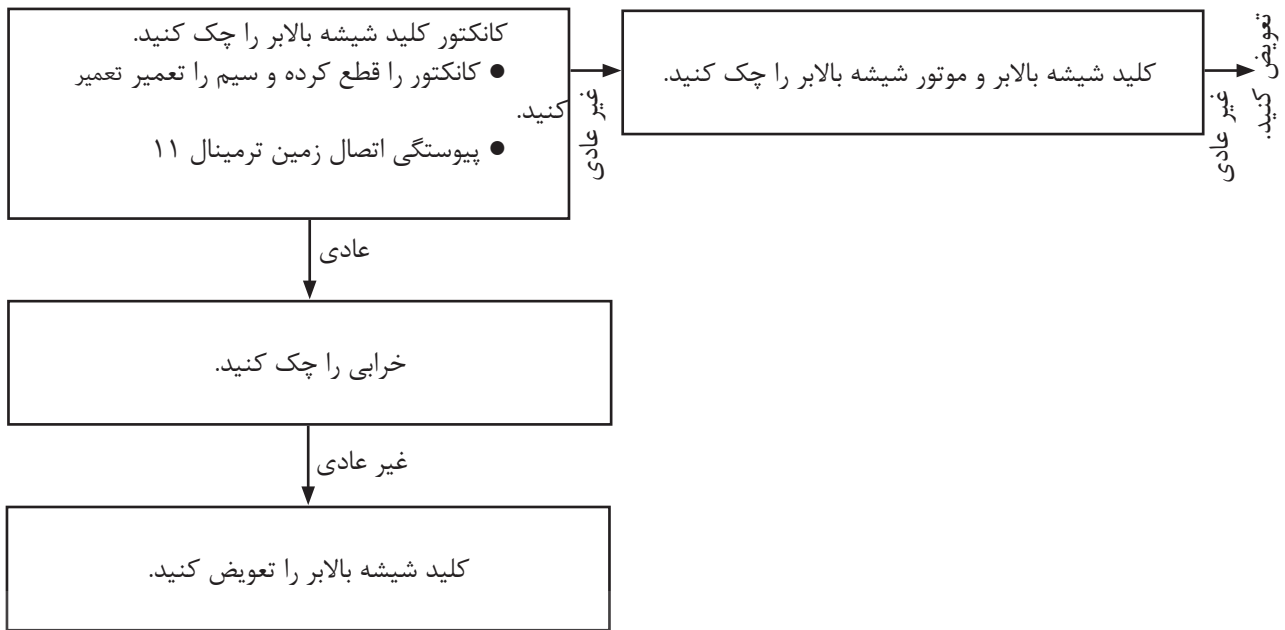 کانکتور کلید شیشه بالابر را چک کنید.
● کانکتور را قطع کرده و سیم را تعمیر تعمیر
کنید.
● پیوستگی اتصال زمین ترمینال ۱۱
غیر عادی
کلید شیشه بالابر و موتور شیشه بالابر را چک کنید.
غیر عادی
تعویض کنید.
عادی
خرابی را چک کنید.
غیر عادی
کلید شیشه بالابر را تعویض کنید.